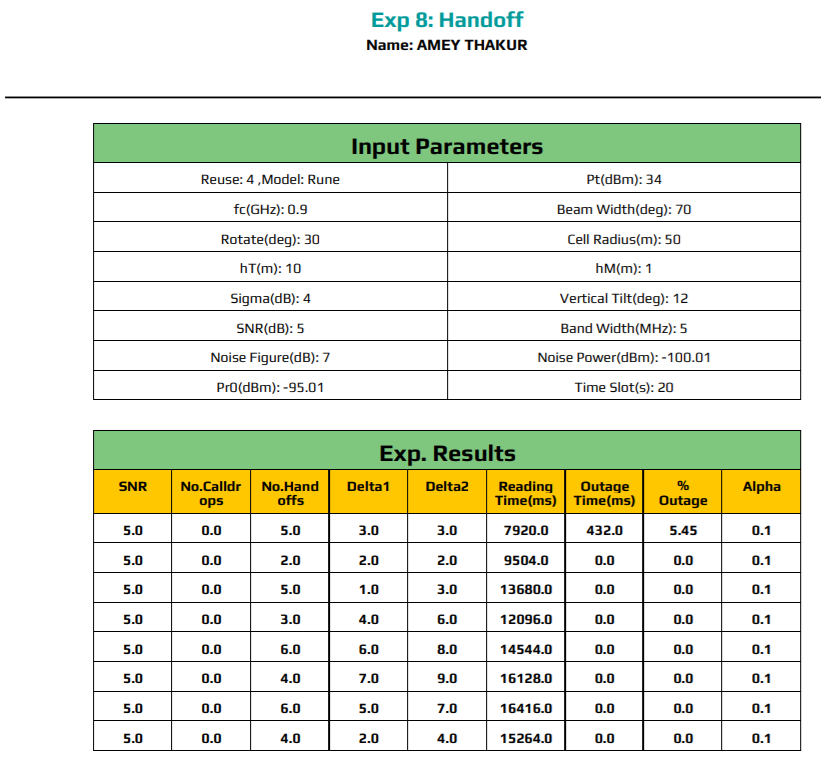 Exp 8: Handoff
Name: AMEY THAKUR
Input Parameters
Reuse: 4 ,Model: Rune Pt(dBm): 34
fc(GHz): 0.9 Beam Width(deg): 70
Rotate(deg): 30 Cell Radius(m): 50
hT(m): 10 hM(m): 1
Sigma(dB): 4 Vertical Tilt(deg): 12
SNR(dB): 5 Band Width(MHz): 5
Noise Figure(dB): 7 Noise Power(dBm): -100.01
Pr0(dBm): -95.01 Time Slot(s): 20
Exp. Results
SNR No.Calldr No.Hand Delta1 Delta2 Reading Outage % Alpha
ops offs Time(ms) Time(ms) Outage
5.0 0.0 5.0 3.0 3.0 7920.0 432.0 5.45 0.1
5.0 0.0 2.0 2.0 2.0 9504.0 0.0 0.0 0.1
5.0 0.0 5.0 1.0 3.0 13680.0 0.0 0.0 0.1
5.0 0.0 3.0 4.0 6.0 12096.0 0.0 0.0 0.1
5.0 0.0 6.0 6.0 8.0 14544.0 0.0 0.0 0.1
5.0 0.0 4.0 7.0 9.0 16128.0 0.0 0.0 0.1
5.0 0.0 6.0 5.0 7.0 16416.0 0.0 0.0 0.1
5.0 0.0 4.0 2.0 4.0 15264.0 0.0 0.0 0.1